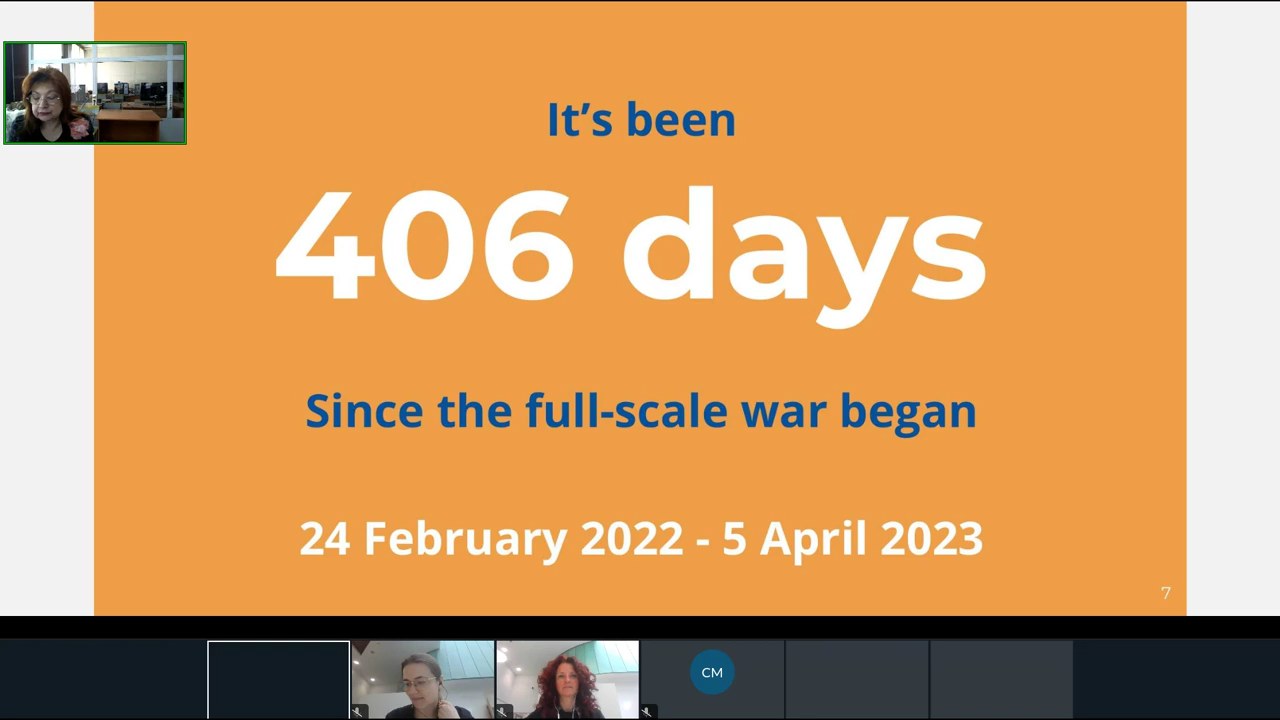 It’s been
406 days
Since the full-scale war began
24 February 2022 - 5 April 2023
7
CM